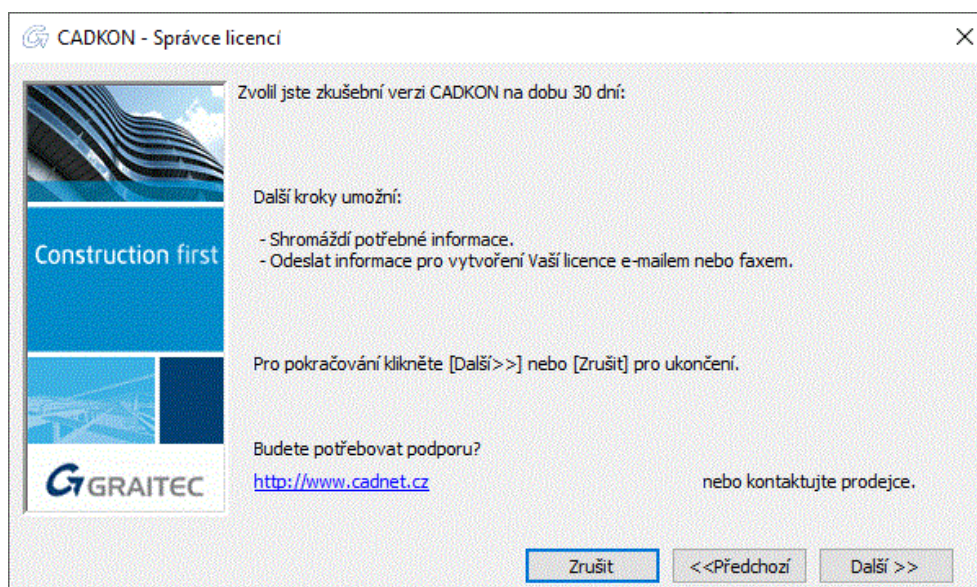 CADKON - Správce licencí
Zvolil jste zkušební verzi CADKON na dobu 30 dní:
Další kroky umožní:
- Shromáždí potřebné informace.
- Odeslat informace pro vytvoření Vaší licence e-mailem nebo faxem.
Construction first
Pro pokračování klikněte [Další>>] nebo [Zrušit] pro ukončení.
Budete potřebovat podporu?
http://www.cadnet.cz nebo kontaktujte prodejce.
GRAITEC
Zrušit <<Předchozí Další >>